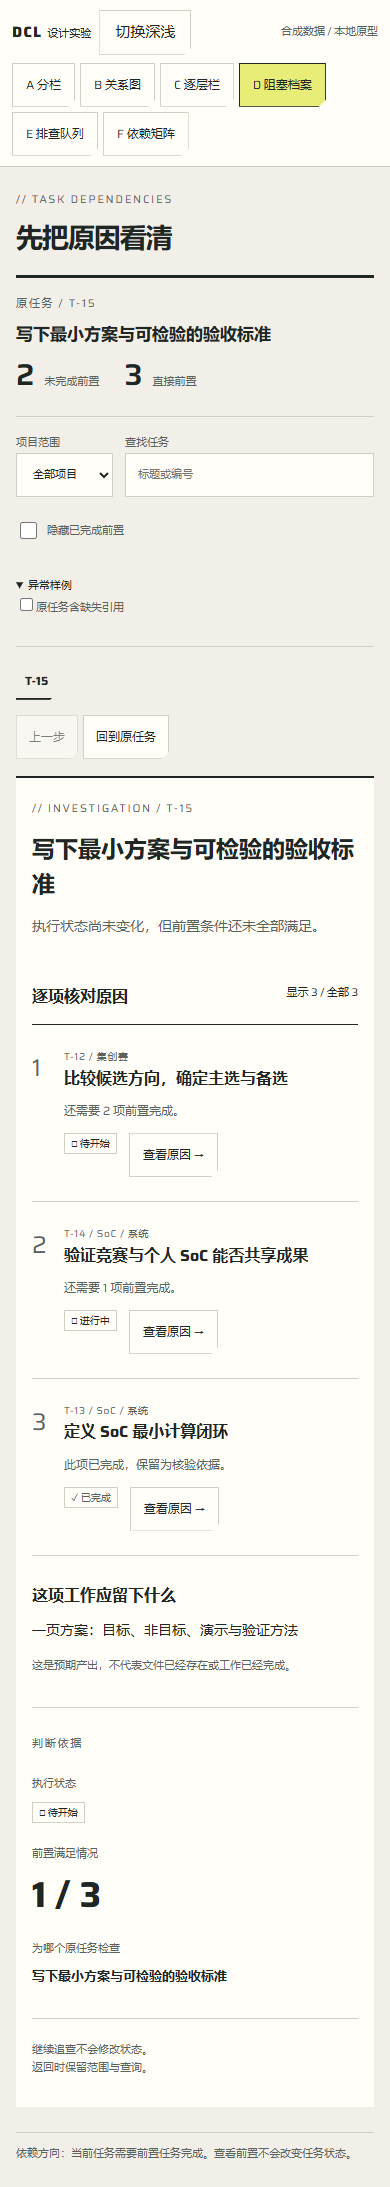 DCL 设计实验 切换深浅 合成数据 / 本地原型
A 分栏 B 关系图 C 逐层栏 D 阻塞档案
E 排查队列 F 依赖矩阵
// TASK DEPENDENCIES
先把原因看清
原任务 / T-15
写下最小方案与可检验的验收标准
2 未完成前置 3 直接前置
项目范围 查找任务
全部项目 标题或编号
隐藏已完成前置
▼ 异常样例
原任务含缺失引用
T-15
上一步 回到原任务
// INVESTIGATION / T-15
写下最小方案与可检验的验收标
准
执行状态尚未变化，但前置条件还未全部满足。
逐项核对原因 显示 3 / 全部 3
1 T-12 / 集创赛
比较候选方向，确定主选与备选
还需要 2 项前置完成。
待开始 查看原因 →
2 T-14 / SoC / 系统
验证竞赛与个人 SoC 能否共享成果
还需要 1 项前置完成。
进行中 查看原因 →
3 T-13 / SoC / 系统
定义 SoC 最小计算闭环
此项已完成，保留为核验依据。
✓ 已完成 查看原因 →
这项工作应留下什么
一页方案：目标、非目标、演示与验证方法
这是预期产出，不代表文件已经存在或工作已经完成。
判断依据
执行状态
待开始
前置满足情况
1 / 3
为哪个原任务检查
写下最小方案与可检验的验收标准
继续追查不会修改状态。
返回时保留范围与查询。
依赖方向：当前任务需要前置任务完成。查看前置不会改变任务状态。